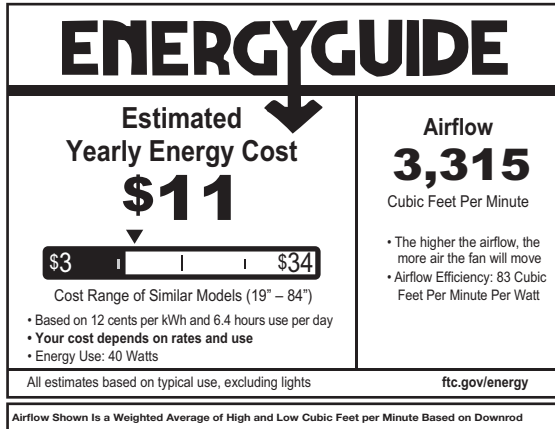 ENERGYGUIDE
Estimated
Yearly Energy Cost
$11
$3
$34
Cost Range of Similar Models (19” – 84”)
• Based on 12 cents per kWh and 6.4 hours use per day
• Your cost depends on rates and use
• Energy Use: 40 Watts
Airflow
3,315
Cubic Feet Per Minute
• The higher the airflow, the
more air the fan will move
• Airflow Efficiency: 83 Cubic
Feet Per Minute Per Watt
All estimates based on typical use, excluding lights
ftc.gov/energy
Airflow Shown Is a Weighted Average of High and Low Cubic Feet per Minute Based on Downrod